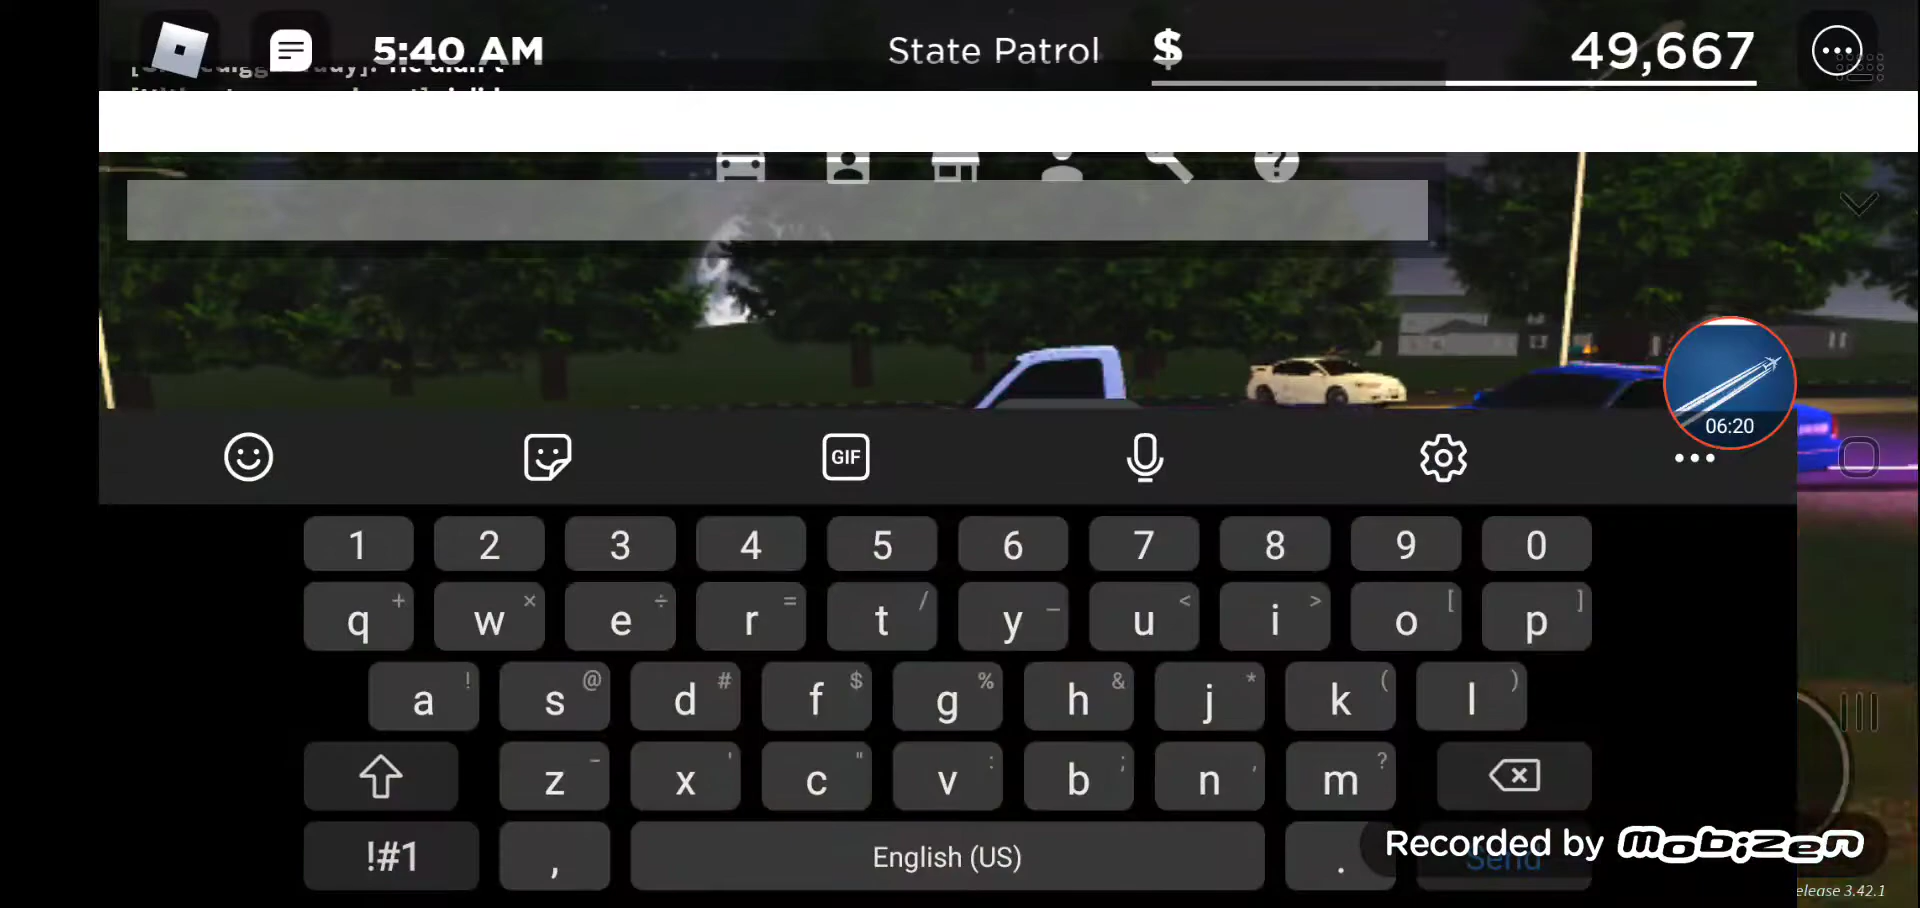 5:40 AM State Patrol $ 49,667
06:20
GIF
1 2 3 4 5 6 7 8 9 0
q + w × e ÷ r = t / y _ u < i > o [ p ]
a ! s @ d # f $ g % h & j * k ( l )
z - x ' c " v : b ; n , m ?
!#1 , English (US) . Send
Recorded by Mobizen
elease 3.42.1